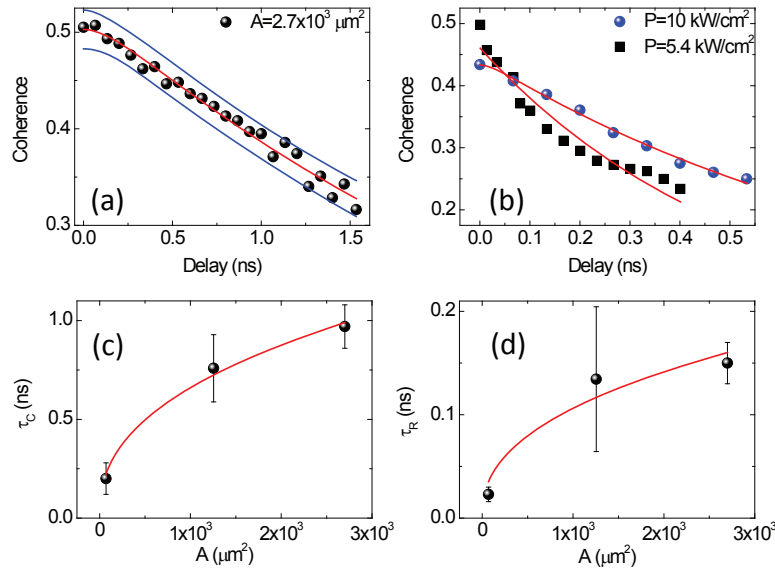 A=2.7x10³ μm²
0.5
0.4
0.3
Coherence
(a)
0.0 0.5 1.0 1.5
Delay (ns)
P=10 kW/cm²
P=5.4 kW/cm²
0.5
0.4
0.3
0.2
Coherence
(b)
0.0 0.1 0.2 0.3 0.4 0.5
Delay (ns)
(c)
1.0
0.5
0.0
τC (ns)
0 1x10³ 2x10³ 3x10³
A (μm²)
(d)
0.2
0.1
0.0
τR (ns)
0 1x10³ 2x10³ 3x10³
A (μm²)